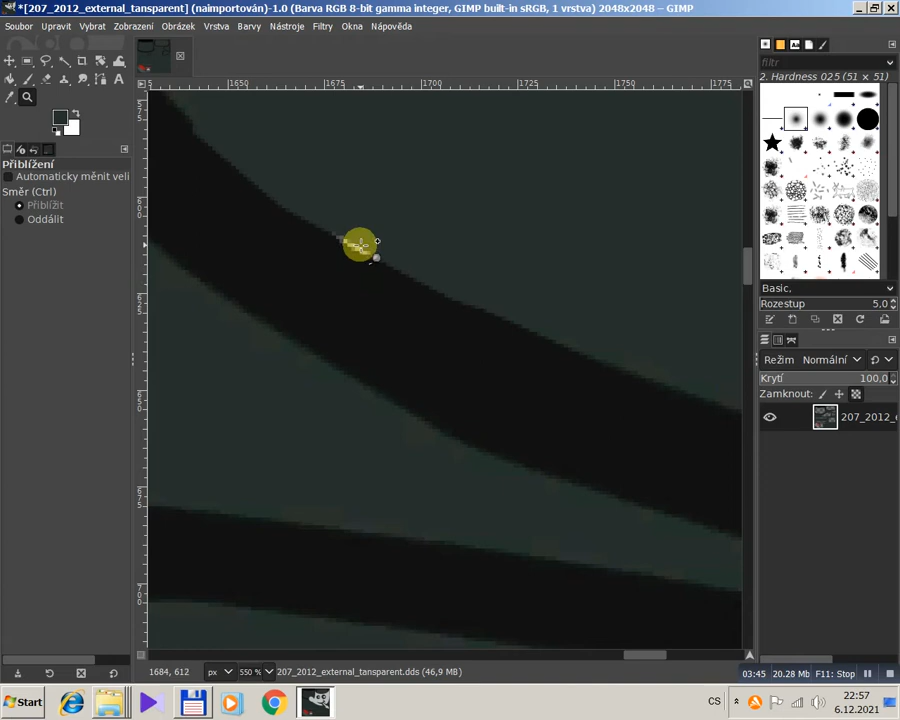 *[207_2012_external_tansparent] (naimportován)-1.0 (Barva RGB 8-bit gamma integer, GIMP built-in sRGB, 1 vrstva) 2048x2048 – GIMP
Soubor Upravit Vybrat Zobrazení Obrázek Vrstva Barvy Nástroje Filtry Okna Nápověda
filtr
1650 1675 1700 1725 1750 1775
2. Hardness 025 (51 × 51)
Přiblížení
Automaticky měnit veli
Směr (Ctrl)
Přiblížit
Oddálit
Basic,
Rozestup 5,0
Režim Normální
Krytí 100,0
Zamknout:
207_2012_e
1684, 612 px 550 % 207_2012_external_tansparent.dds (46,9 MB)
03:45 20.28 Mb F11: Stop
Start CS 22:57
6.12.2021